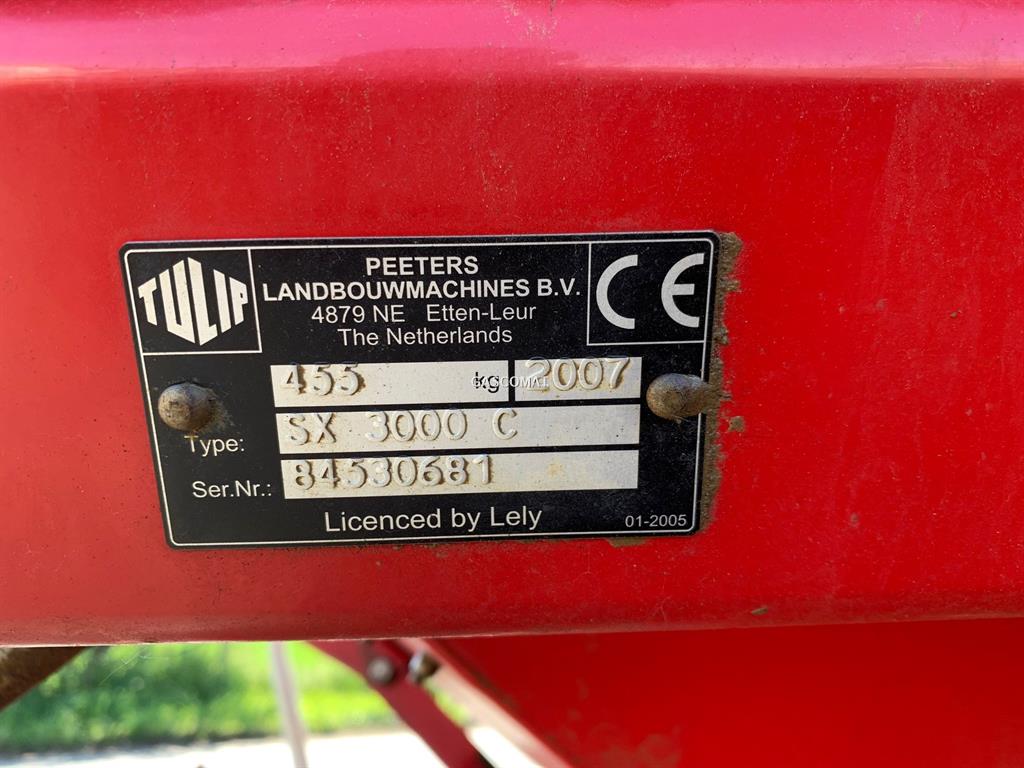 TULIP
PEETERS
LANDBOUWMACHINES B.V.
4879 NE Etten-Leur
The Netherlands
CE
455 kg 2007
GASCOMAT
Type: SX 3000 C
Ser.Nr.: 84530681
Licenced by Lely
01-2005